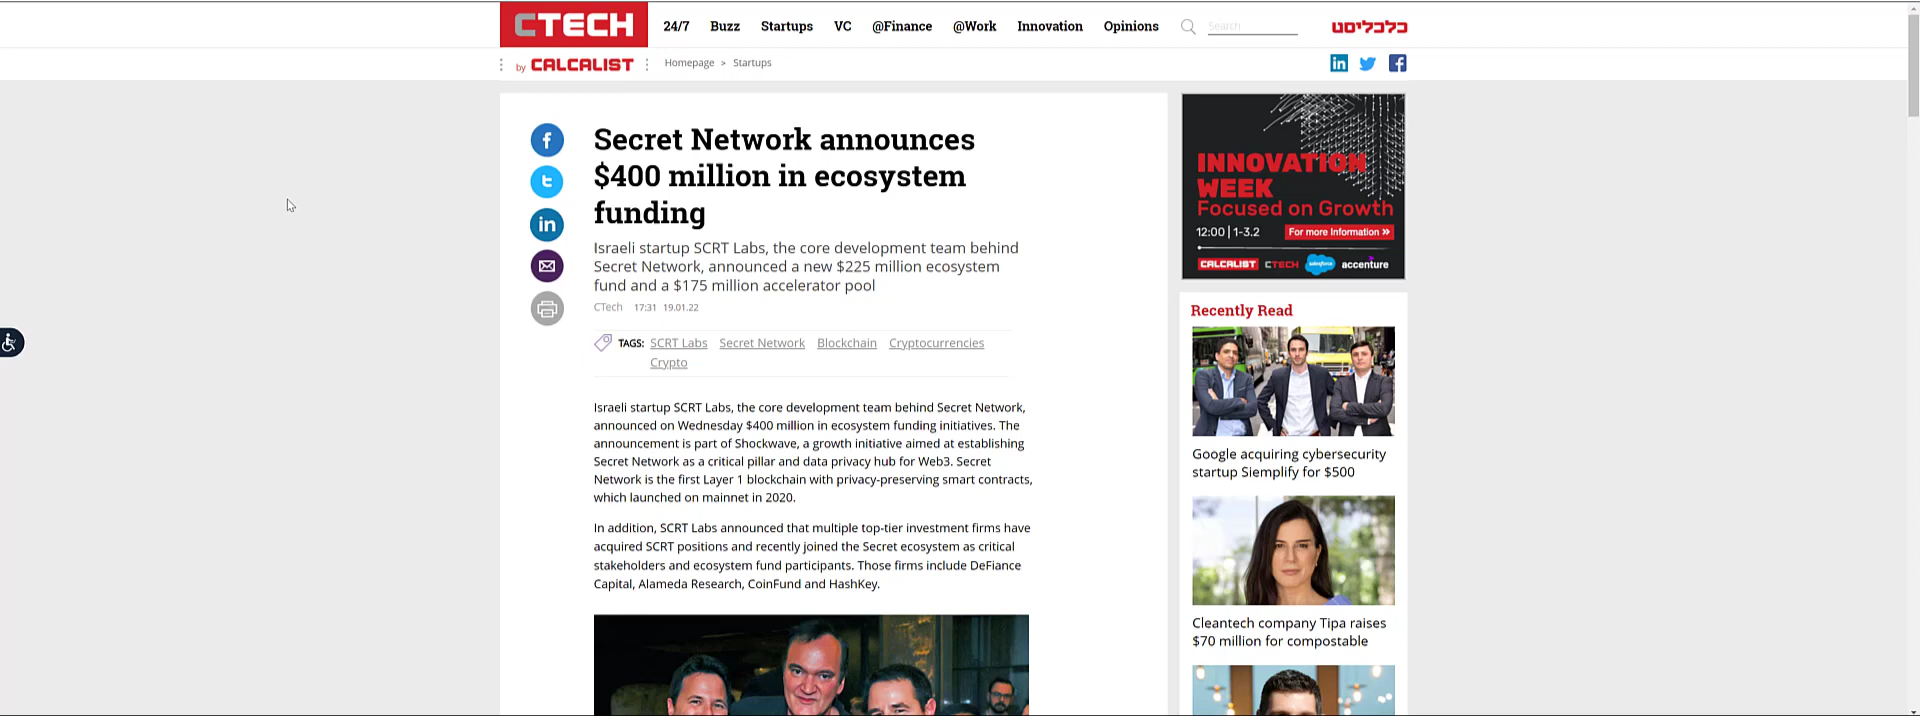 CTECH
24/7 Buzz Startups VC @Finance @Work Innovation Opinions Search כלכליסט
by CALCALIST Homepage > Startups in f
Secret Network announces
$400 million in ecosystem
funding
Israeli startup SCRT Labs, the core development team behind
Secret Network, announced a new $225 million ecosystem
fund and a $175 million accelerator pool
CTech 17:31 19.01.22
f
t
in
TAGS: SCRT Labs Secret Network Blockchain Cryptocurrencies
Crypto
Israeli startup SCRT Labs, the core development team behind Secret Network,
announced on Wednesday $400 million in ecosystem funding initiatives. The
announcement is part of Shockwave, a growth initiative aimed at establishing
Secret Network as a critical pillar and data privacy hub for Web3. Secret
Network is the first Layer 1 blockchain with privacy-preserving smart contracts,
which launched on mainnet in 2020.
In addition, SCRT Labs announced that multiple top-tier investment firms have
acquired SCRT positions and recently joined the Secret ecosystem as critical
stakeholders and ecosystem fund participants. Those firms include DeFiance
Capital, Alameda Research, CoinFund and HashKey.
INNOVATION
WEEK
Focused on Growth
12:00 | 1-3.2 For more Information »
CALCALIST CTECH salesforce accenture
Recently Read
Google acquiring cybersecurity
startup Siemplify for $500
Cleantech company Tipa raises
$70 million for compostable